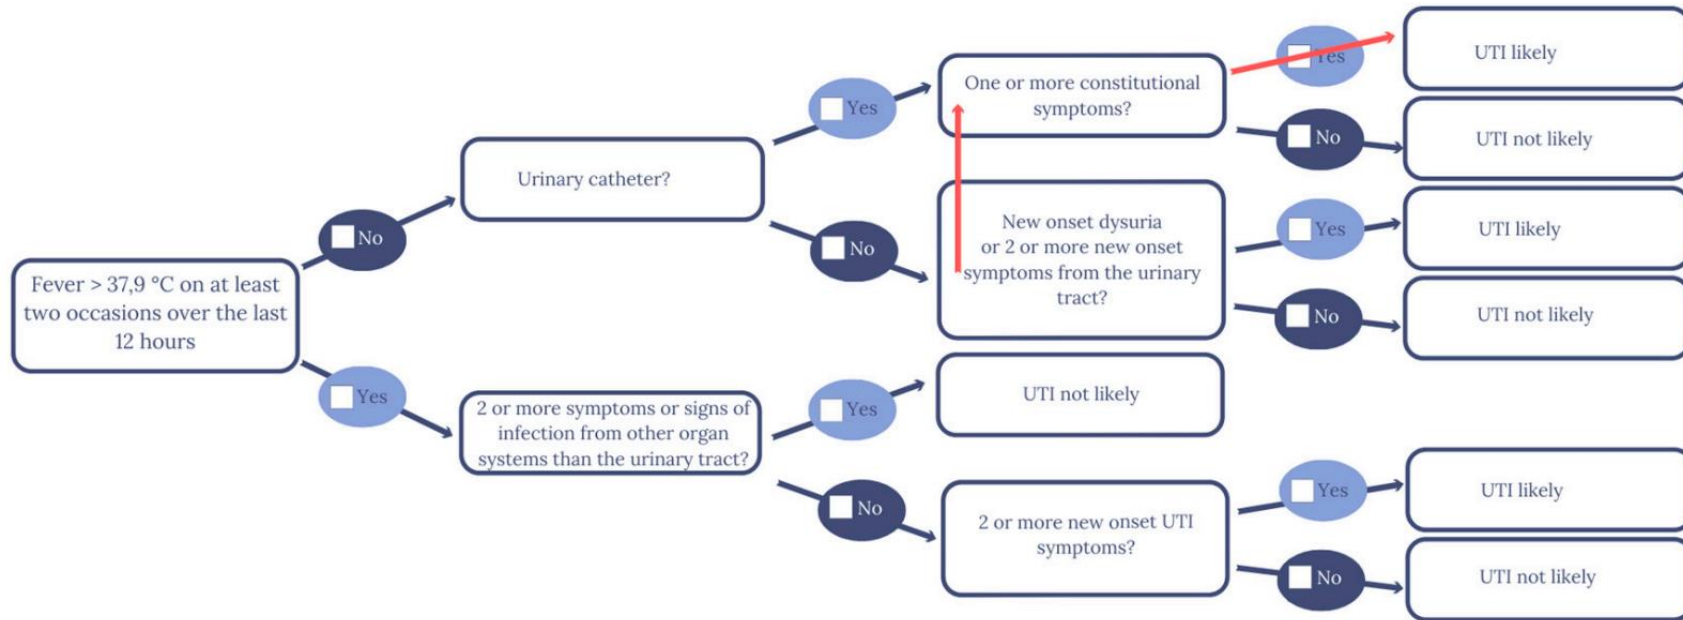 Fever > 37,9 °C on at least
two occasions over the last
12 hours
No
Yes
Urinary catheter?
2 or more symptoms or signs of
infection from other organ
systems than the urinary tract?
Yes
No
Yes
No
One or more constitutional
symptoms?
New onset dysuria
or 2 or more new onset
symptoms from the urinary
tract?
UTI not likely
2 or more new onset UTI
symptoms?
Yes
No
Yes
No
Yes
No
UTI likely
UTI not likely
UTI likely
UTI not likely
UTI likely
UTI not likely